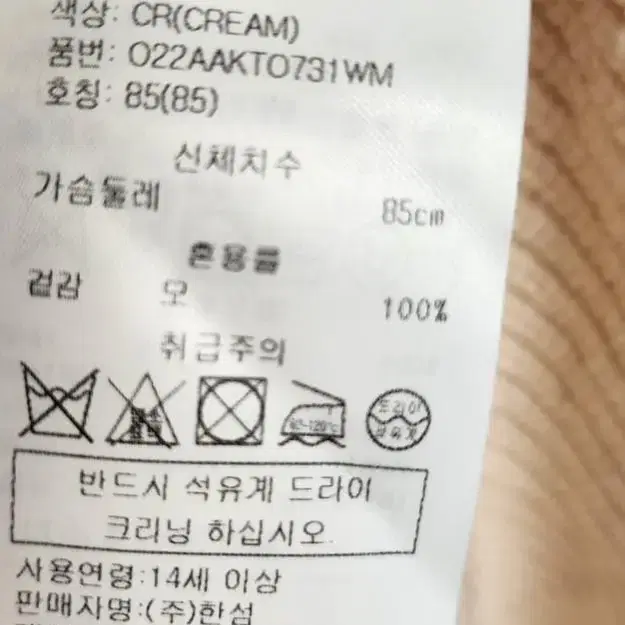 색상: CR(CREAM)
품번: O22AAKTO731WM
호칭: 85(85)
신체치수
가슴둘레 85cm
혼용률
겉감 모 100%
취급주의
80~120℃
드라이
석유계
반드시 석유계 드라이
크리닝 하십시오.
사용연령:14세 이상
판매자명:(주)한섬